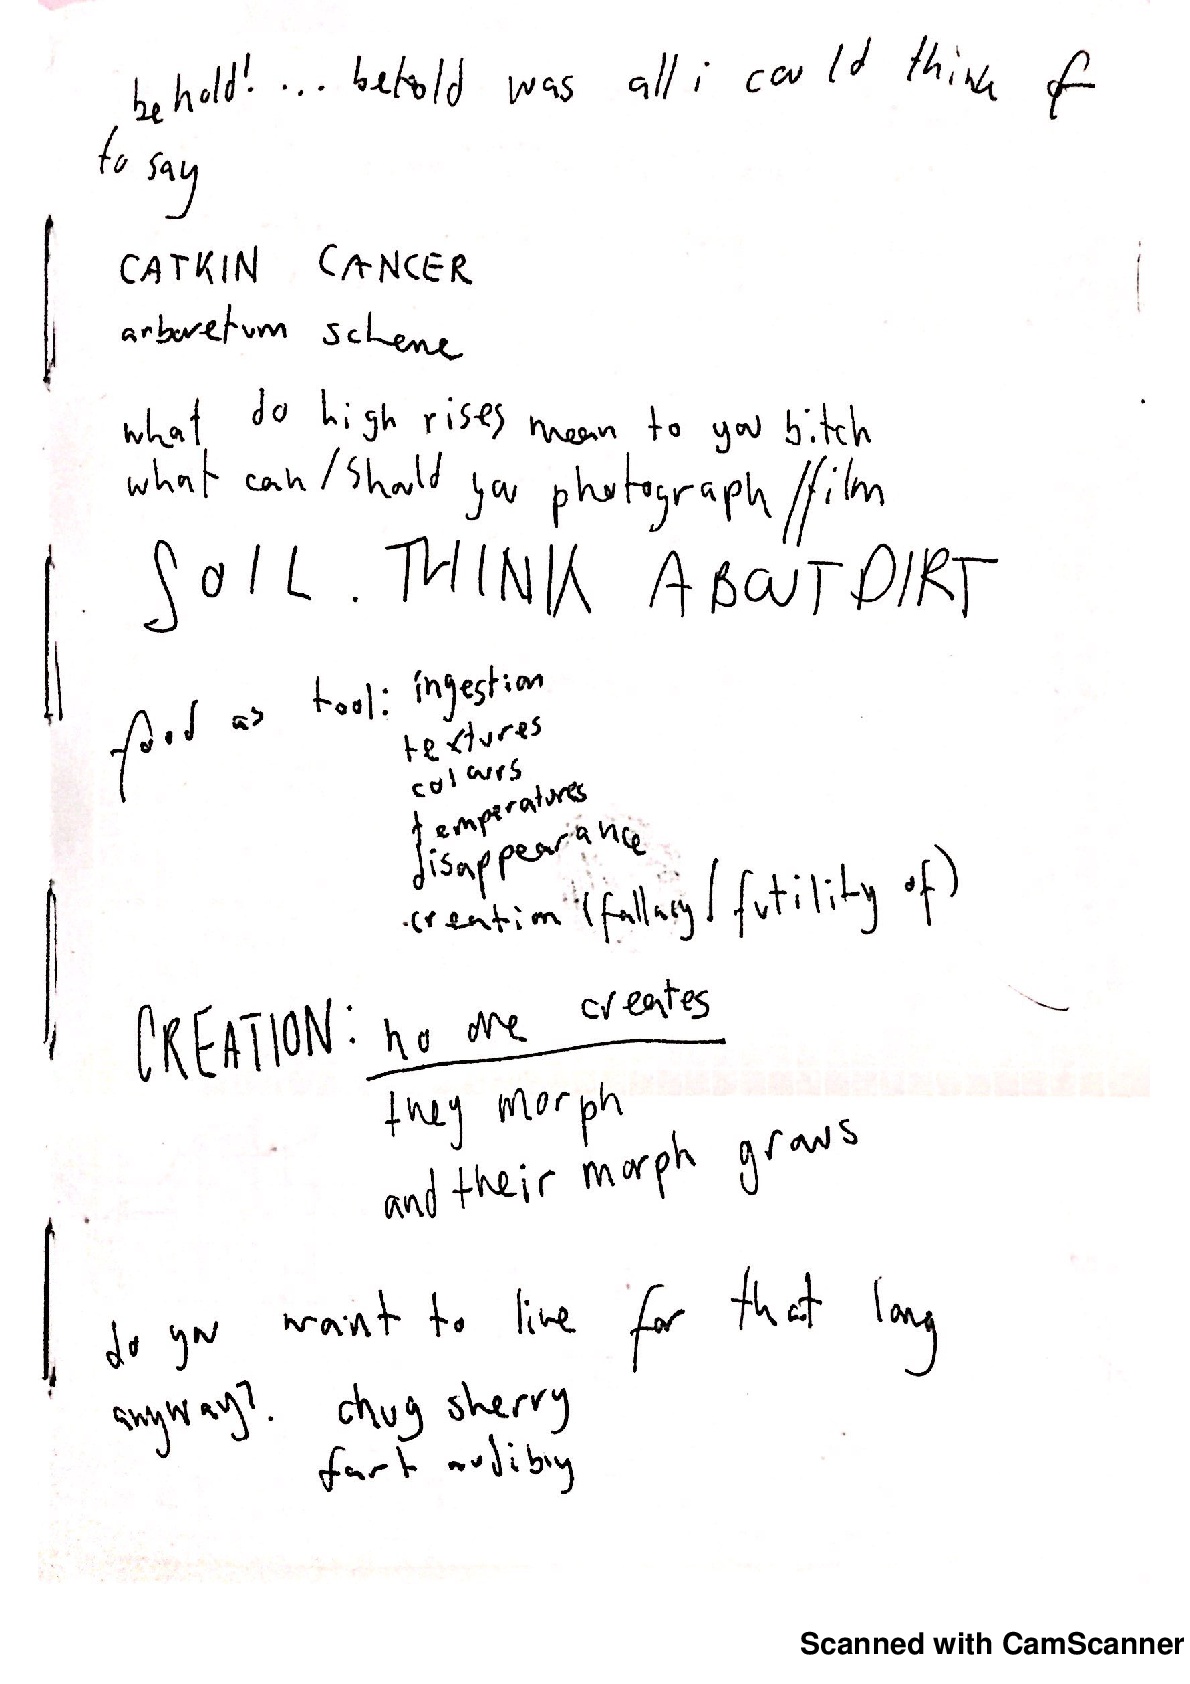 behold! ... behold was all i could think of
to say
CATKIN CANCER
arboretum scheme
what do high rises mean to you bitch
what can/should you photograph//film
SOIL. THINK ABOUT DIRT
food as tool: ingestion
textures
colours
temperatures
disappearance
creation (fallacy/futility of)
CREATION: no one creates
they morph
and their morph grows
do you want to live for that long
anyway?. chug sherry
fart audibly
Scanned with CamScanner